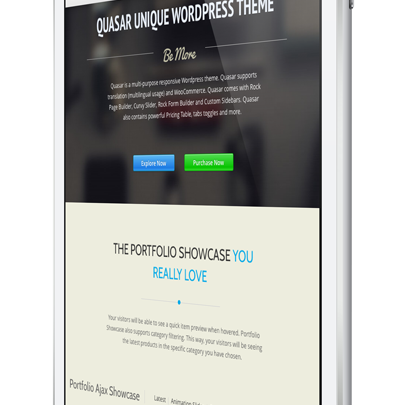 QUASAR UNIQUE WORDPRESS THEME
Be More
Quasar is a multi-purpose responsive Wordpress theme. Quasar supports
translation (multilingual usage) and WooCommerce. Quasar comes with Rock
Page Builder, Curvy Slider, Rock Form Builder and Custom Sidebars. Quasar
also contains powerful Pricing Table, tabs toggles and more.
Explore Now
Purchase Now
THE PORTFOLIO SHOWCASE YOU
REALLY LOVE
Your visitors will be able to see a quick item preview when hovered. Portfolio
Showcase also supports category filtering. This way, your visitors will be seeing
the latest products in the specific category you have chosen.
Portfolio Ajax Showcase
Latest
Animation